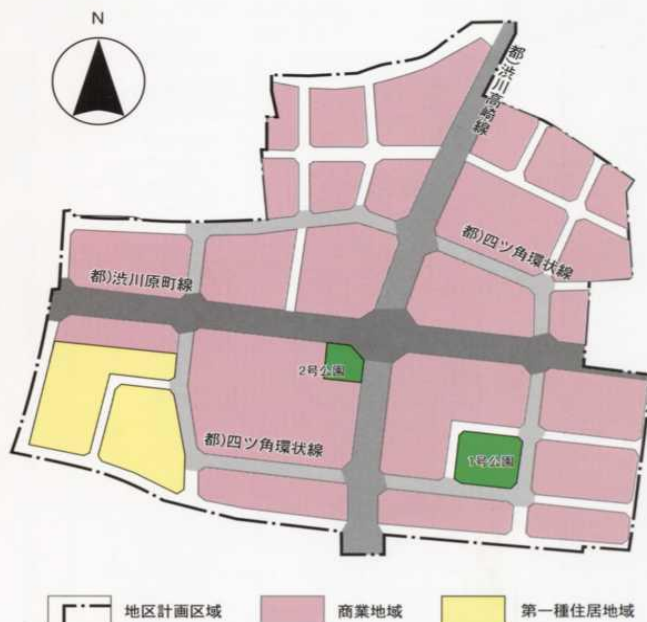 N
都)渋川高崎線
都)四ツ角環状線
都)渋川原町線
2号公園
都)四ツ角環状線
1号公園
地区計画区域
商業地域
第一種住居地域